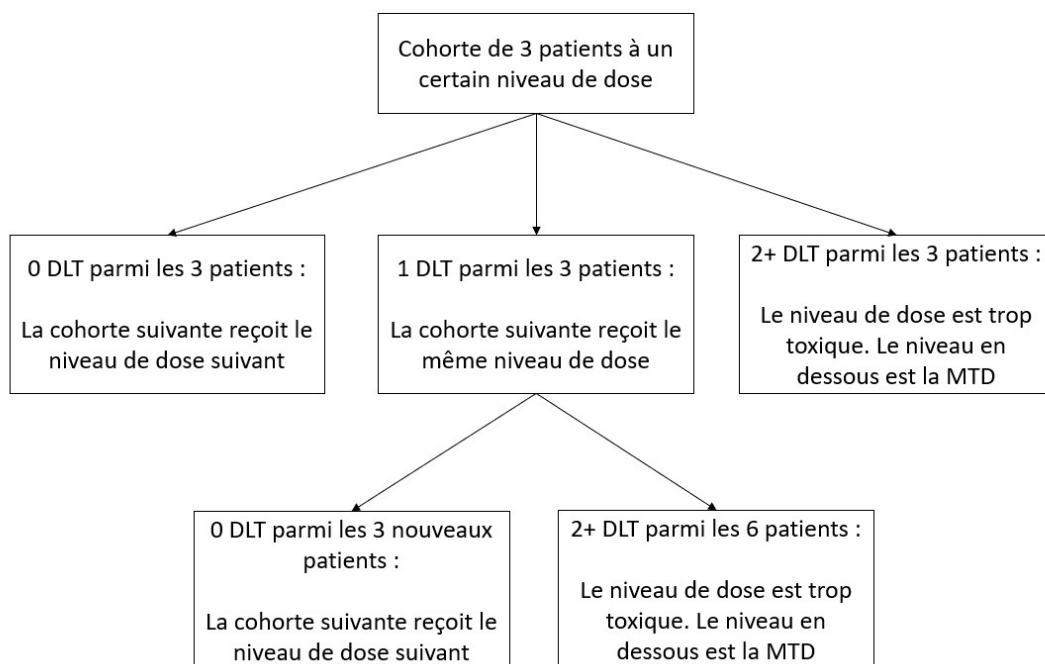 Cohorte de 3 patients à un
certain niveau de dose
0 DLT parmi les 3 patients :
La cohorte suivante reçoit le
niveau de dose suivant
1 DLT parmi les 3 patients :
La cohorte suivante reçoit le
même niveau de dose
2+ DLT parmi les 3 patients :
Le niveau de dose est trop
toxique. Le niveau en
dessous est la MTD
0 DLT parmi les 3 nouveaux
patients :
La cohorte suivante reçoit le
niveau de dose suivant
2+ DLT parmi les 6 patients :
Le niveau de dose est trop
toxique. Le niveau en
dessous est la MTD